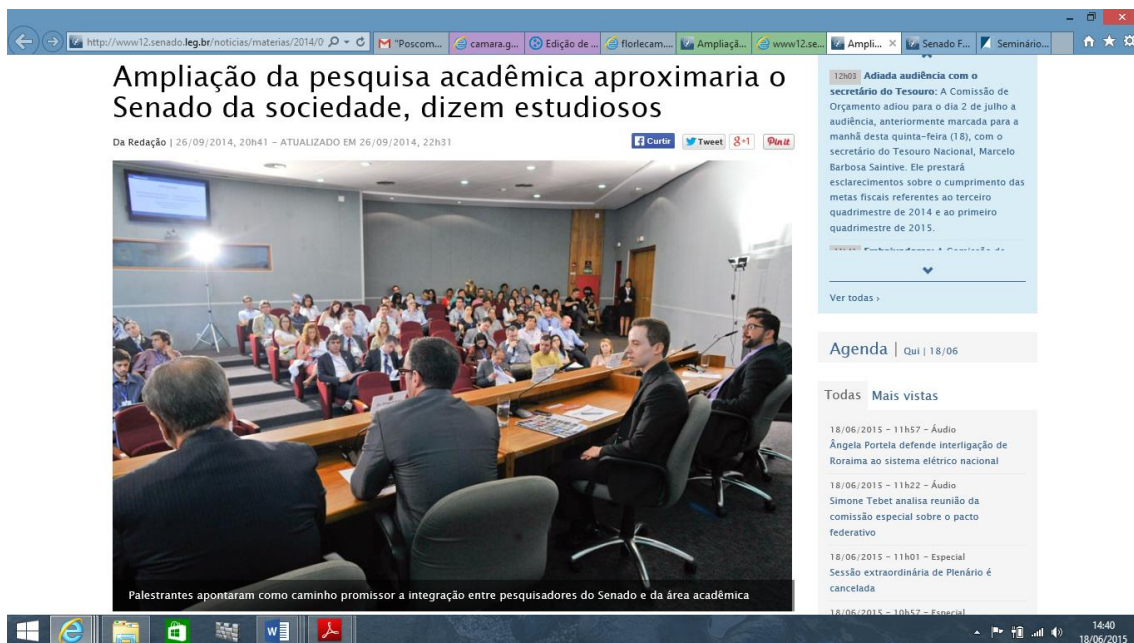 http://www12.senado.leg.br/noticias/materias/2014/0
"Poscom...
camara.g...
Edição de ...
florlecam....
Ampliaçã...
www12.se...
Ampli...
Senado F...
Seminário...
Ampliação da pesquisa acadêmica aproximaria o
Senado da sociedade, dizem estudiosos
Da Redação | 26/09/2014, 20h41 - ATUALIZADO EM 26/09/2014, 22h31
Curtir
Tweet
g+1
Pin it
Palestrantes apontaram como caminho promissor a integração entre pesquisadores do Senado e da área acadêmica
12h03 Adiada audiência com o
secretário do Tesouro: A Comissão de
Orçamento adiou para o dia 2 de julho a
audiência, anteriormente marcada para a
manhã desta quinta-feira (18), com o
secretário do Tesouro Nacional, Marcelo
Barbosa Saintive. Ele prestará
esclarecimentos sobre o cumprimento das
metas fiscais referentes ao terceiro
quadrimestre de 2014 e ao primeiro
quadrimestre de 2015.
Ver todas ›
Agenda | Qui | 18/06
Todas Mais vistas
18/06/2015 - 11h57 - Áudio
Ângela Portela defende interligação de
Roraima ao sistema elétrico nacional
18/06/2015 - 11h22 - Áudio
Simone Tebet analisa reunião da
comissão especial sobre o pacto
federativo
18/06/2015 - 11h01 - Especial
Sessão extraordinária de Plenário é
cancelada
18/06/2015 - 10h57 - Especial
14:40
18/06/2015